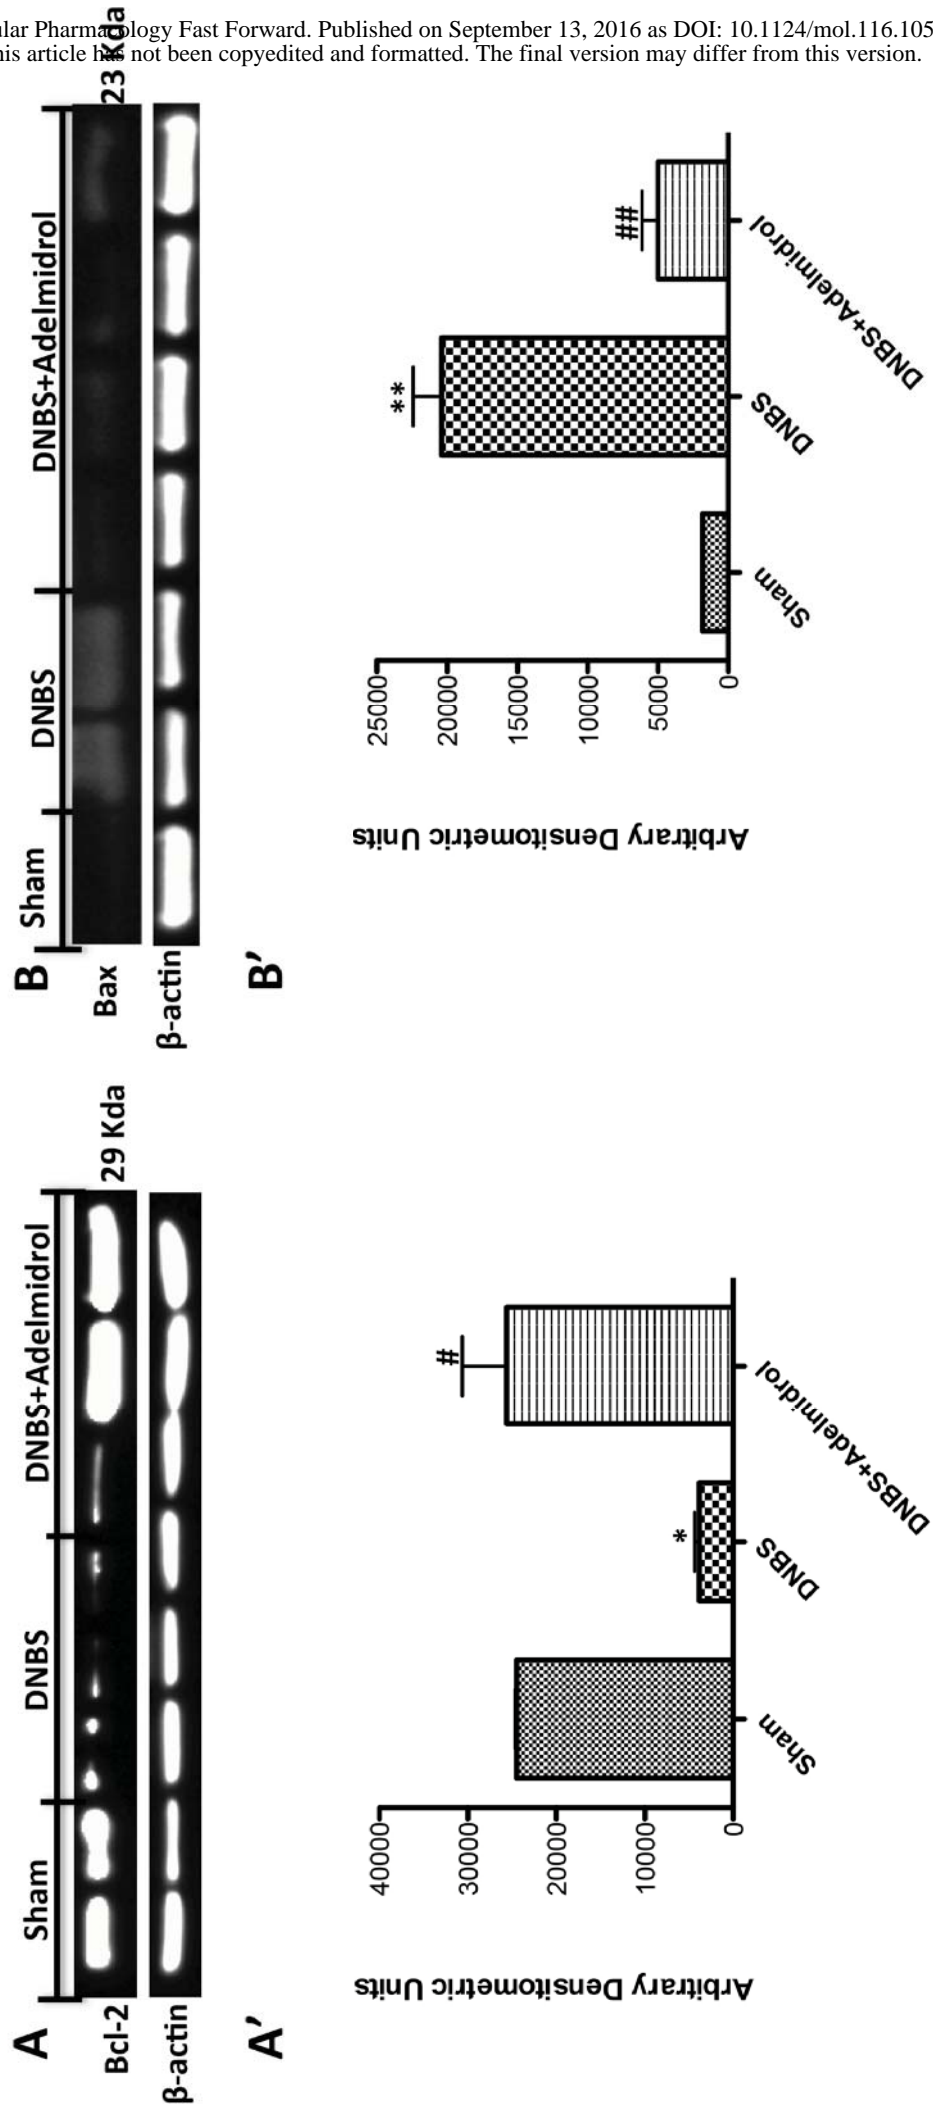 ular Pharmacology Fast Forward. Published on September 13, 2016 as DOI: 10.1124/mol.116.105
his article has not been copyedited and formatted. The final version may differ from this version.
A
Sham DNBS DNBS+Adelmidrol
Bcl-2 29 Kda
β-actin
A'
Arbitrary Densitometric Units
40000
30000
20000
10000
0
* #
Sham DNBS DNBS+Adelmidrol
B
Sham DNBS DNBS+Adelmidrol
Bax 23 Kda
β-actin
B'
Arbitrary Densitometric Units
25000
20000
15000
10000
5000
0
** ##
Sham DNBS DNBS+Adelmidrol